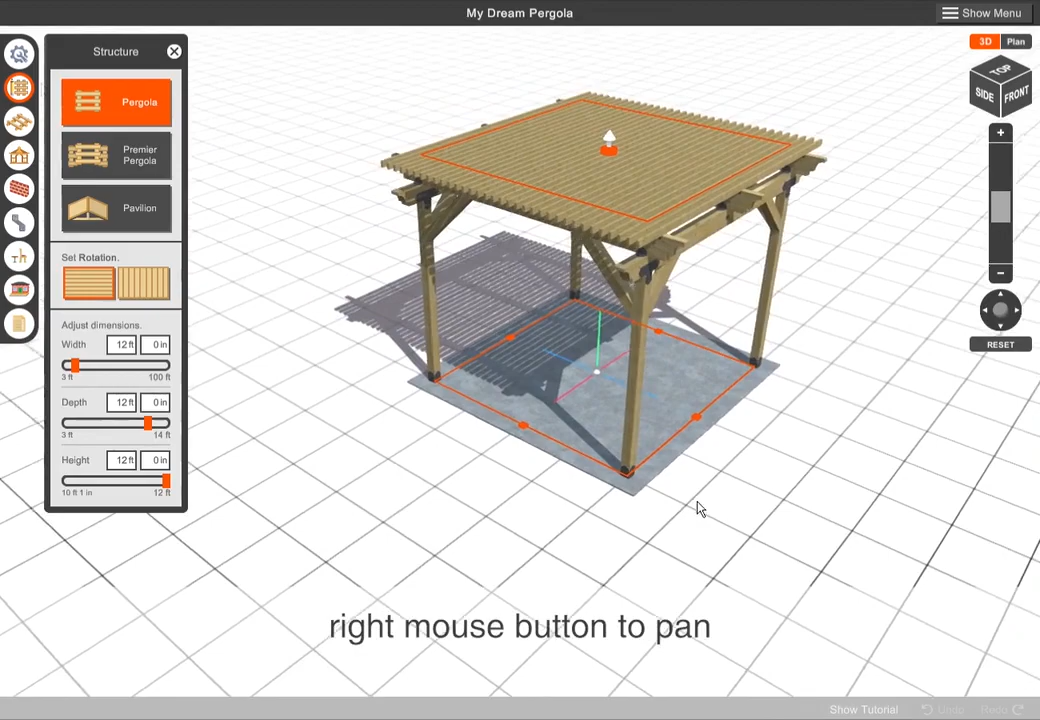 My Dream Pergola
Show Menu
Structure
3D Plan
Pergola
TOP
SIDE FRONT
Premier
Pergola
+
Pavilion
Set Rotation.
−
Adjust dimensions.
Width 12 ft 0 in
3 ft 100 ft
RESET
Depth 12 ft 0 in
3 ft 14 ft
Height 12 ft 0 in
10 ft 1 in 12 ft
right mouse button to pan
Show Tutorial Undo Redo